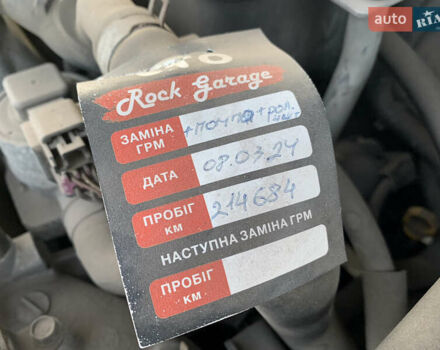 СТО
Rock Garage
ЗАМІНА ГРМ
+ПОМПА + рол.
ДАТА 08.03.24
ПРОБІГ КМ 214634
НАСТУПНА ЗАМІНА ГРМ
ПРОБІГ КМ
auto RIA